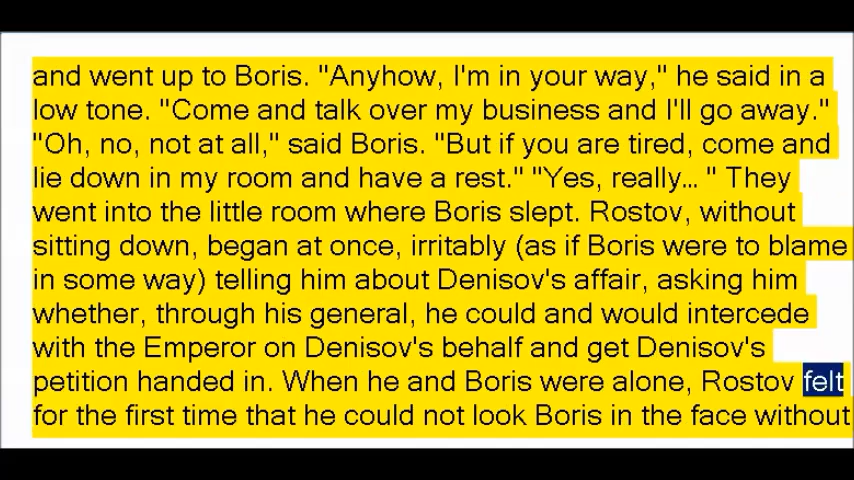 and went up to Boris. "Anyhow, I'm in your way," he said in a
low tone. "Come and talk over my business and I'll go away."
"Oh, no, not at all," said Boris. "But if you are tired, come and
lie down in my room and have a rest." "Yes, really... " They
went into the little room where Boris slept. Rostov, without
sitting down, began at once, irritably (as if Boris were to blame
in some way) telling him about Denisov's affair, asking him
whether, through his general, he could and would intercede
with the Emperor on Denisov's behalf and get Denisov's
petition handed in. When he and Boris were alone, Rostov felt
for the first time that he could not look Boris in the face without